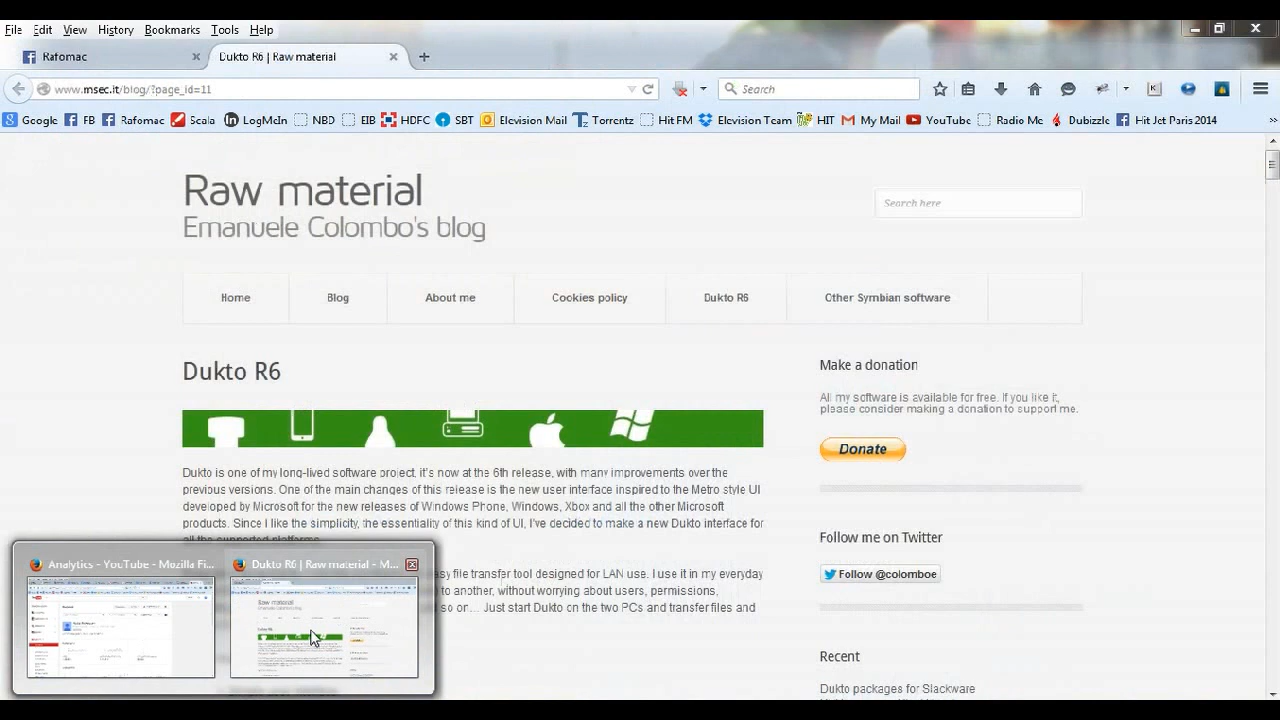 File Edit View History Bookmarks Tools Help
Rafomac
Dukto R6 | Raw material
www.msec.it/blog/?page_id=11
Search
Google FB Rafomac Scala LogMeIn NBD EIB HDFC SBT Elevision Mail Torrentz Hit FM Elevision Team HIT My Mail YouTube Radio Me Dubizzle Hit Jet Paris 2014 »
Raw material
Emanuele Colombo's blog
Search here
Home Blog About me Cookies policy Dukto R6 Other Symbian software
Dukto R6
Dukto is one of my long-lived software project, it's now at the 6th release, with many improvements over the
previous versions. One of the main changes of this release is the new user interface inspired to the Metro style UI
developed by Microsoft for the new releases of Windows Phone, Windows, Xbox and all the other Microsoft
products. Since I like the simplicity, the essentiality of this kind of UI, I've decided to make a new Dukto interface for
all the supported platforms.
easy file transfer tool designed for LAN use. I use it in my everyday
to another, without worrying about users, permissions,
so on... Just start Dukto on the two PCs and transfer files and
Make a donation
All my software is available for free. If you like it,
please consider making a donation to support me.
Donate
Follow me on Twitter
Follow @colomboe
Recent
Dukto packages for Slackware
Analytics - YouTube - Mozilla Fi...
Dukto R6 | Raw material - M...